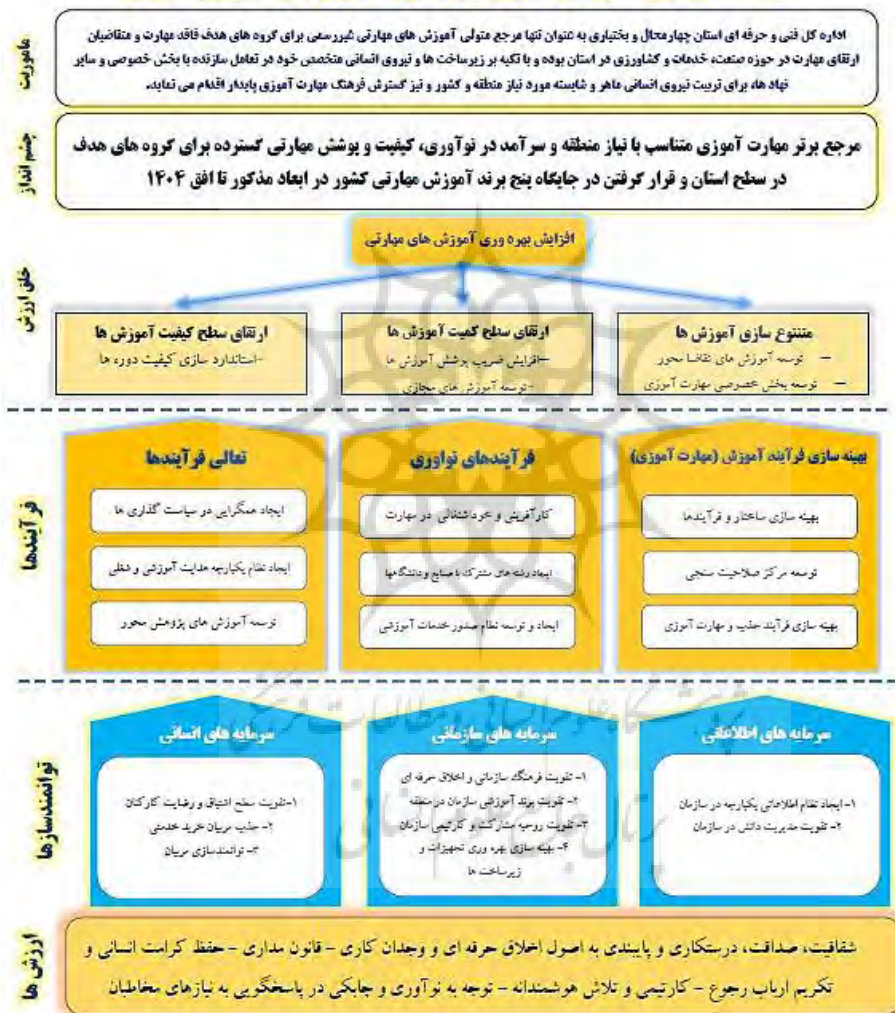 ماموریت
اداره کل فنی و حرفه ای استان چهارمحال و بختیاری به عنوان تنها مرجع متولی آموزش های مهارتی غیررسمی برای گروه های هدف فاقد مهارت و متقاضیان
ارتقای مهارت در حوزه صنعت، خدمات و کشاورزی در استان بوده و با تکیه بر زیرساخت ها و نیروی انسانی متخصص خود در تعامل سازنده با بخش خصوصی و سایر
نهاد ها، برای تربیت نیروی انسانی ماهر و شایسته مورد نیاز منطقه و کشور و نیز گسترش فرهنگ مهارت آموزی پایدار اقدام می نماید.
چشم انداز
مرجع برتر مهارت آموزی متناسب با نیاز منطقه و سرآمد در نوآوری، کیفیت و پوشش مهارتی گسترده برای گروه های هدف
در سطح استان و قرار گرفتن در جایگاه پنج برند آموزش مهارتی کشور در ابعاد مذکور تا افق ۱۴۰۴
خلق ارزش
افزایش بهره وری آموزش های مهارتی
متنوع سازی آموزش ها
– توسعه آموزش های تقاضا محور
– توسعه بخش خصوصی مهارت آموزی
ارتقای سطح کمیت آموزش ها
–افزایش ضریب پوشش آموزش ها
-توسعه آموزش های مجازی
ارتقای سطح کیفیت آموزش ها
-استاندارد سازی کیفیت دوره ها
فرآیندها
بهینه سازی فرآیند آموزش (مهارت آموزی)
بهینه سازی ساختار و فرآیندها
توسعه مرکز صلاحیت سنجی
بهینه سازی فرآیند جذب و مهارت آموزی
فرآیندهای نوآوری
کارآفرینی و خوداشتغالی در مهارت
ایجاد رشته های مشترک با صنایع و دانشگاهها
ایجاد و توسعه نظام صدور خدمات آموزشی
تعالی فرآیندها
ایجاد همگرایی در سیاست گذاری ها
ایجاد نظام یکپارچه هدایت آموزشی و شغلی
توسعه آموزش های پژوهش محور
توانمندسازها
سرمایه های اطلاعاتی
۱- ایجاد نظام اطلاعاتی یکپارچه در سازمان
۲- تقویت مدیریت دانش در سازمان
سرمایه های سازمانی
۱- تقویت فرهنگ سازمانی و اخلاق حرفه ای
۲- تقویت برند آموزشی سازمان در منطقه
۳- تقویت روحیه مشارکت و کارتیمی سازمان
۴- بهینه سازی بهره وری تجهیزات و
زیرساخت ها
سرمایه های انسانی
۱-تقویت سطح اشتیاق و رضایت کارکنان
۲- جذب مربیان خرید خدمتی
۳- توانمندسازی مربیان
پژوهشگاه علوم انسانی و مطالعات فرهنگی
پرتال جامع علوم انسانی
ارزش ها
شفافیت، صداقت، درستکاری و پایبندی به اصول اخلاق حرفه ای و وجدان کاری – قانون مداری – حفظ کرامت انسانی و
تکریم ارباب رجوع – کارتیمی و تلاش هوشمندانه – توجه به نوآوری و چابکی در پاسخگویی به نیازهای مخاطبان